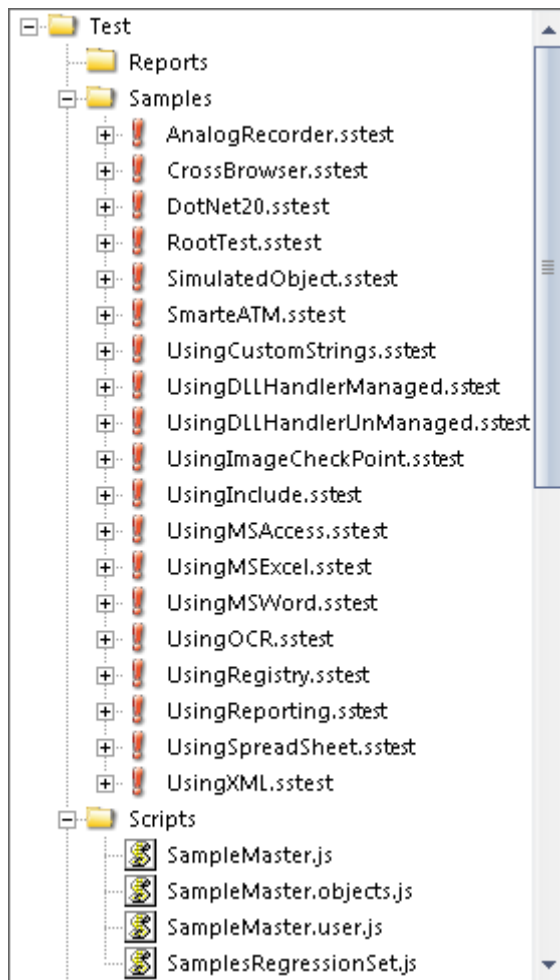 Test
Reports
Samples
AnalogRecorder.sstest
CrossBrowser.sstest
DotNet20.sstest
RootTest.sstest
SimulatedObject.sstest
SmarteATM.sstest
UsingCustomStrings.sstest
UsingDLLHandlerManaged.sstest
UsingDLLHandlerUnManaged.sstest
UsingImageCheckPoint.sstest
UsingInclude.sstest
UsingMSAccess.sstest
UsingMSExcel.sstest
UsingMSWord.sstest
UsingOCR.sstest
UsingRegistry.sstest
UsingReporting.sstest
UsingSpreadSheet.sstest
UsingXML.sstest
Scripts
SampleMaster.js
SampleMaster.objects.js
SampleMaster.user.js
SamplesRegressionSet.js